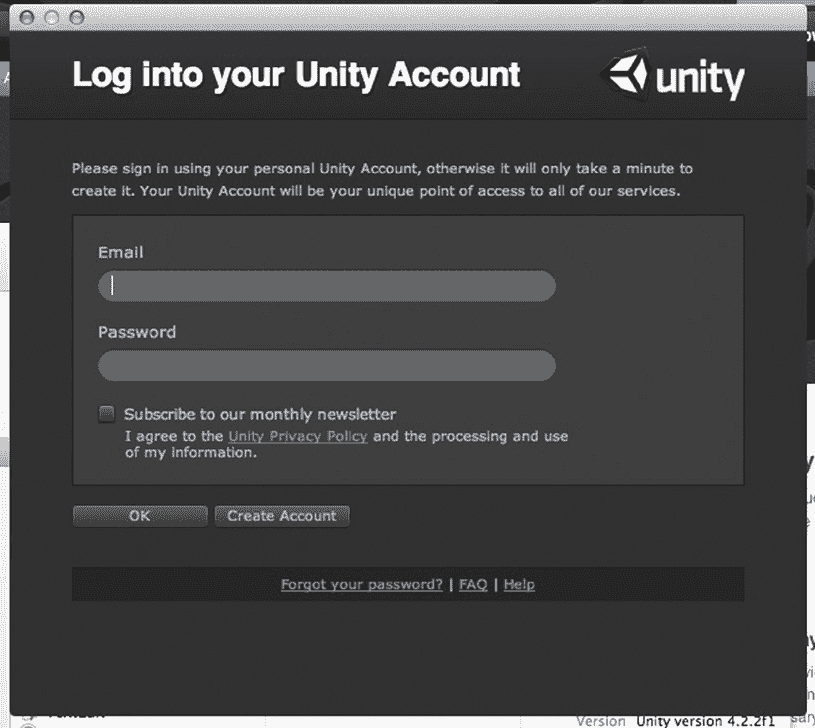 Log into your Unity Account
unity
Please sign in using your personal Unity Account, otherwise it will only take a minute to
create it. Your Unity Account will be your unique point of access to all of our services.
Email
Password
Subscribe to our monthly newsletter
I agree to the Unity Privacy Policy and the processing and use
of my information.
OK
Create Account
Forgot your password? | FAQ | Help
Version Unity version 4.2.2f1